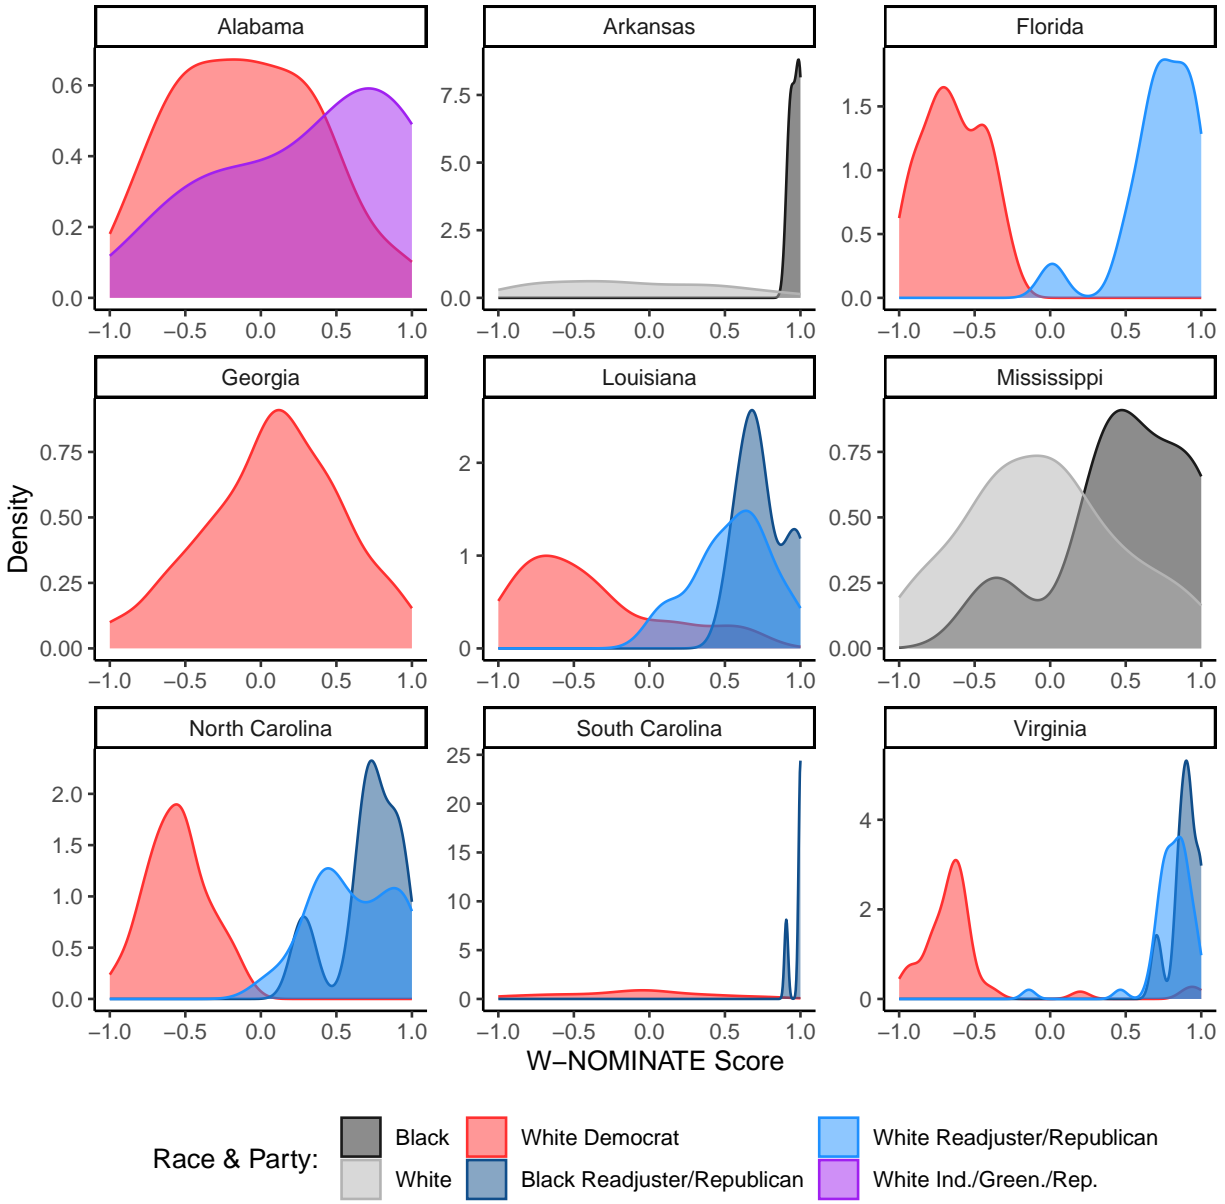 Alabama Arkansas Florida
0.0 0.2 0.4 0.6
−1.0 −0.5 0.0 0.5 1.0
0.0 2.5 5.0 7.5
−1.0 −0.5 0.0 0.5 1.0
0.0 0.5 1.0 1.5
−1.0 −0.5 0.0 0.5 1.0
Georgia Louisiana Mississippi
0.00 0.25 0.50 0.75
−1.0 −0.5 0.0 0.5 1.0
0 1 2
−1.0 −0.5 0.0 0.5 1.0
0.00 0.25 0.50 0.75
−1.0 −0.5 0.0 0.5 1.0
Density
North Carolina South Carolina Virginia
0.0 0.5 1.0 1.5 2.0
−1.0 −0.5 0.0 0.5 1.0
0 5 10 15 20 25
−1.0 −0.5 0.0 0.5 1.0
0 2 4
−1.0 −0.5 0.0 0.5 1.0
W−NOMINATE Score
Race & Party:
Black White Democrat White Readjuster/Republican
White Black Readjuster/Republican White Ind./Green./Rep.